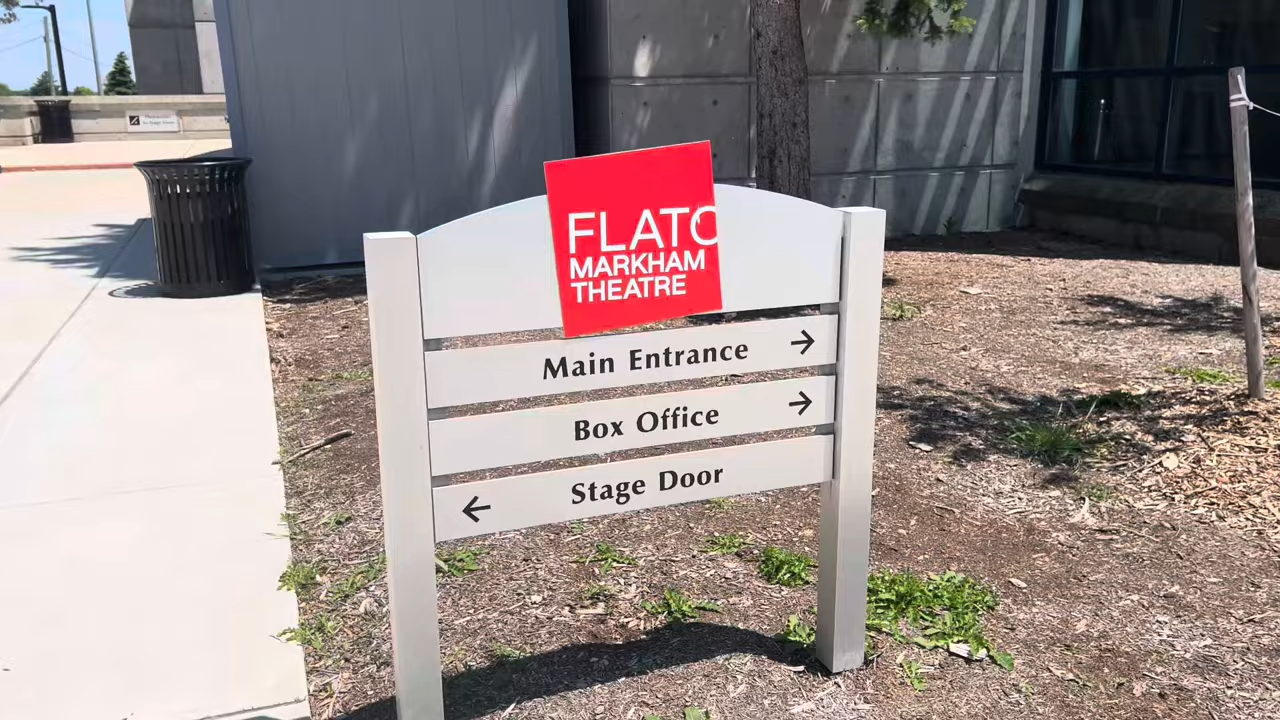 FLATO
MARKHAM
THEATRE
Main Entrance →
Box Office →
← Stage Door